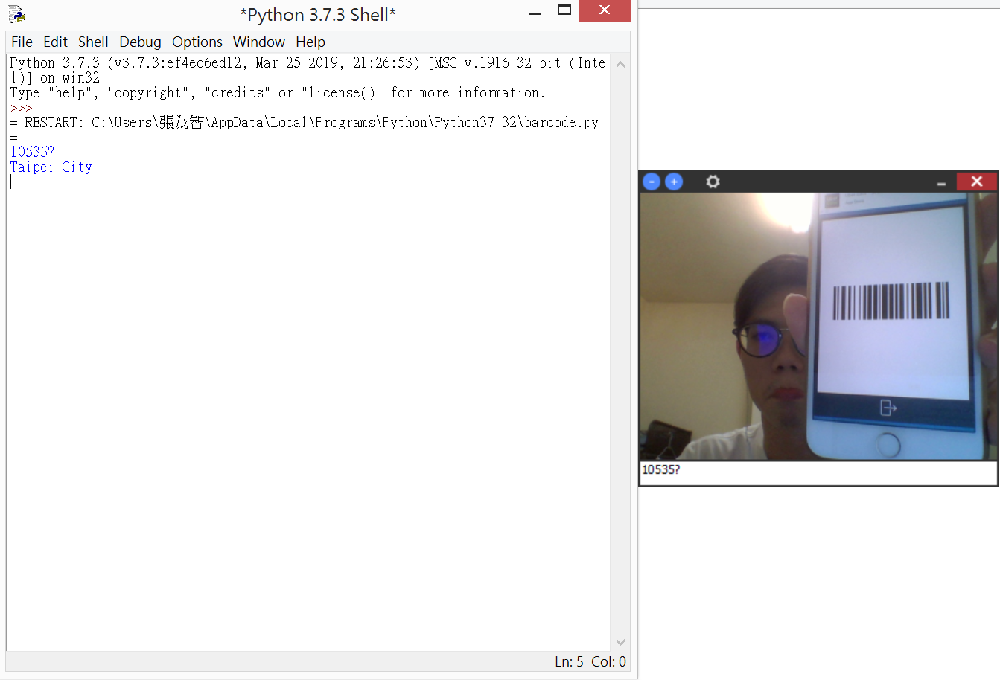 *Python 3.7.3 Shell*
File Edit Shell Debug Options Window Help
Python 3.7.3 (v3.7.3:ef4ec6ed12, Mar 25 2019, 21:26:53) [MSC v.1916 32 bit (Inte
l)] on win32
Type "help", "copyright", "credits" or "license()" for more information.
>>>
= RESTART: C:\Users\張為智\AppData\Local\Programs\Python\Python37-32\barcode.py
=
10535?
Taipei City
Ln: 5 Col: 0
- +
10535?